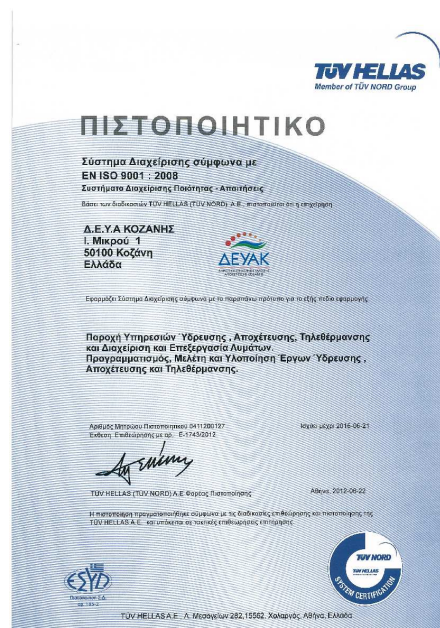 TÜV HELLAS
Member of TÜV NORD Group
ΠΙΣΤΟΠΟΙΗΤΙΚΟ
Σύστημα Διαχείρισης σύμφωνα με
EN ISO 9001 : 2008
Συστήματα Διαχείρισης Ποιότητας - Απαιτήσεις
Βάσει των διαδικασιών TÜV HELLAS (TÜV NORD) A.E., πιστοποιείται ότι η επιχείρηση
Δ.Ε.Υ.Α ΚΟΖΑΝΗΣ
Ι. Μικρού 1
50100 Κοζάνη
Ελλάδα
ΔΕΥΑΚ
Εφαρμόζει Σύστημα Διαχείρισης σύμφωνα με το παραπάνω πρότυπο για το εξής πεδίο εφαρμογής
Παροχή Υπηρεσιών Ύδρευσης , Αποχέτευσης, Τηλεθέρμανσης
και Διαχείριση και Επεξεργασία Λυμάτων.
Προγραμματισμός, Μελέτη και Υλοποίηση Έργων Ύδρευσης ,
Αποχέτευσης και Τηλεθέρμανσης.
Αριθμός Μητρώου Πιστοποιητικού 0411200127
Ισχύει μέχρι 2015-06-21
Έκθεση Επιθεώρησης με αρ. E-1743/2012
TÜV HELLAS (TÜV NORD) A.E Φορέας Πιστοποίησης
Αθήνα, 2012-06-22
Η πιστοποίηση πραγματοποιήθηκε σύμφωνα με τις διαδικασίες επιθεώρησης και πιστοποίησης της
TÜV HELLAS A.E. και υπόκειται σε τακτικές επιθεωρήσεις επιτήρησης
ΕΣΥΔ
TÜV NORD
TÜV HELLAS
SYSTEM CERTIFICATION
TÜV HELLAS A.E , Λ. Μεσογείων 282,15562, Χολαργός, Αθήνα, Ελλάδα